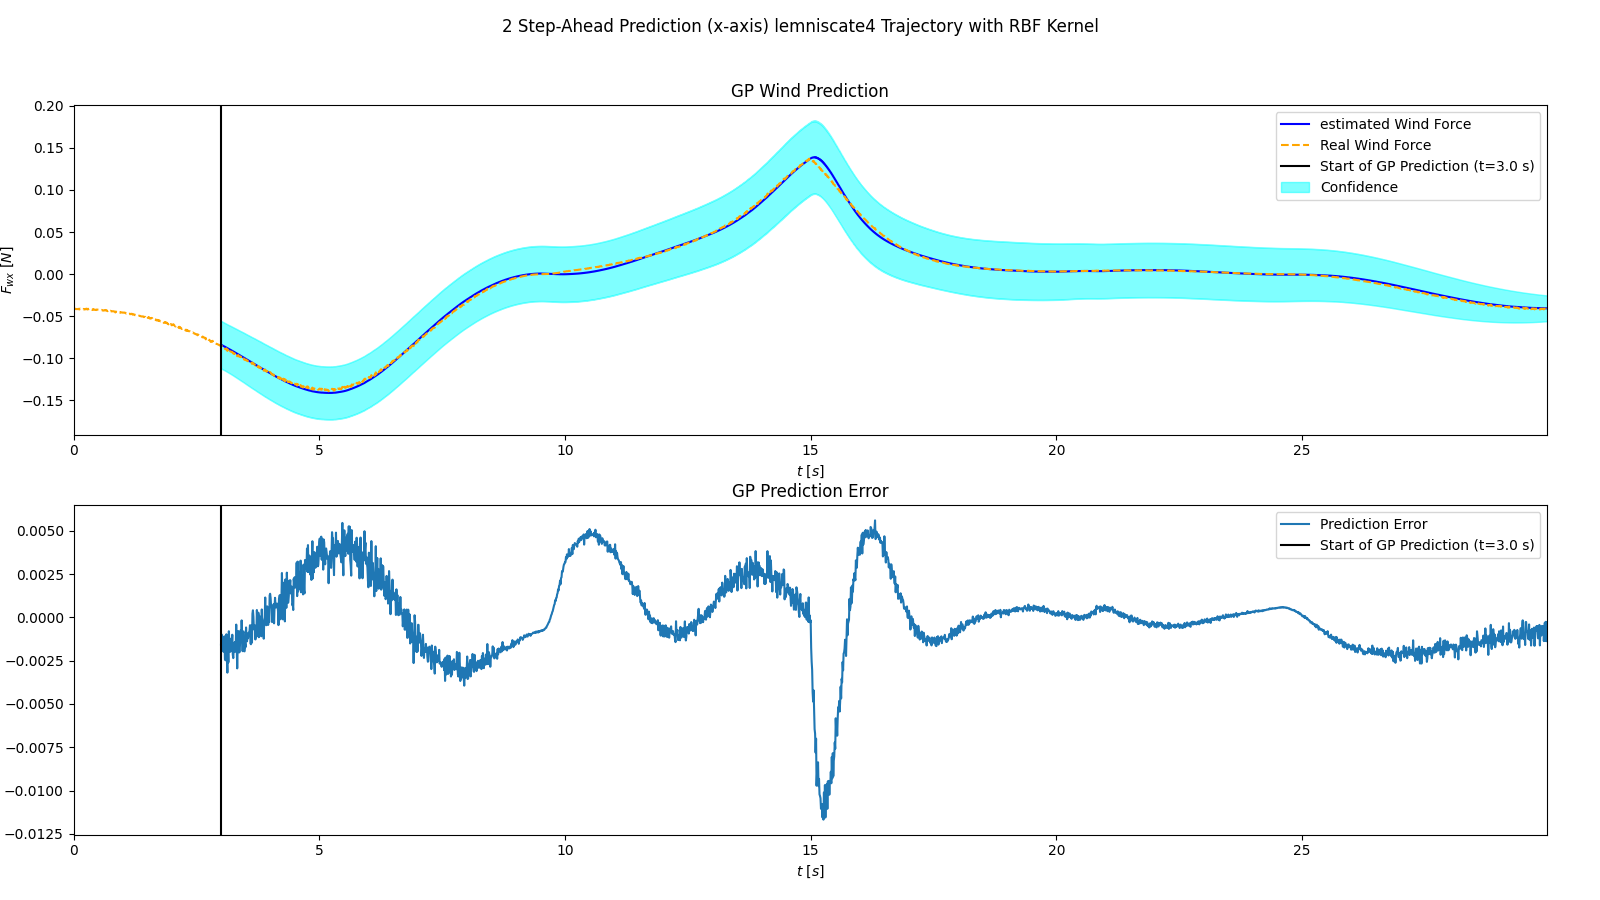 2 Step-Ahead Prediction (x-axis) lemniscate4 Trajectory with RBF Kernel
GP Wind Prediction
0.20
0.15
0.10
0.05
0.00
−0.05
−0.10
−0.15
F_wx [N]
estimated Wind Force
Real Wind Force
Start of GP Prediction (t=3.0 s)
Confidence
0 5 10 15 20 25
t [s]
GP Prediction Error
0.0050
0.0025
0.0000
−0.0025
−0.0050
−0.0075
−0.0100
−0.0125
Prediction Error
Start of GP Prediction (t=3.0 s)
0 5 10 15 20 25
t [s]